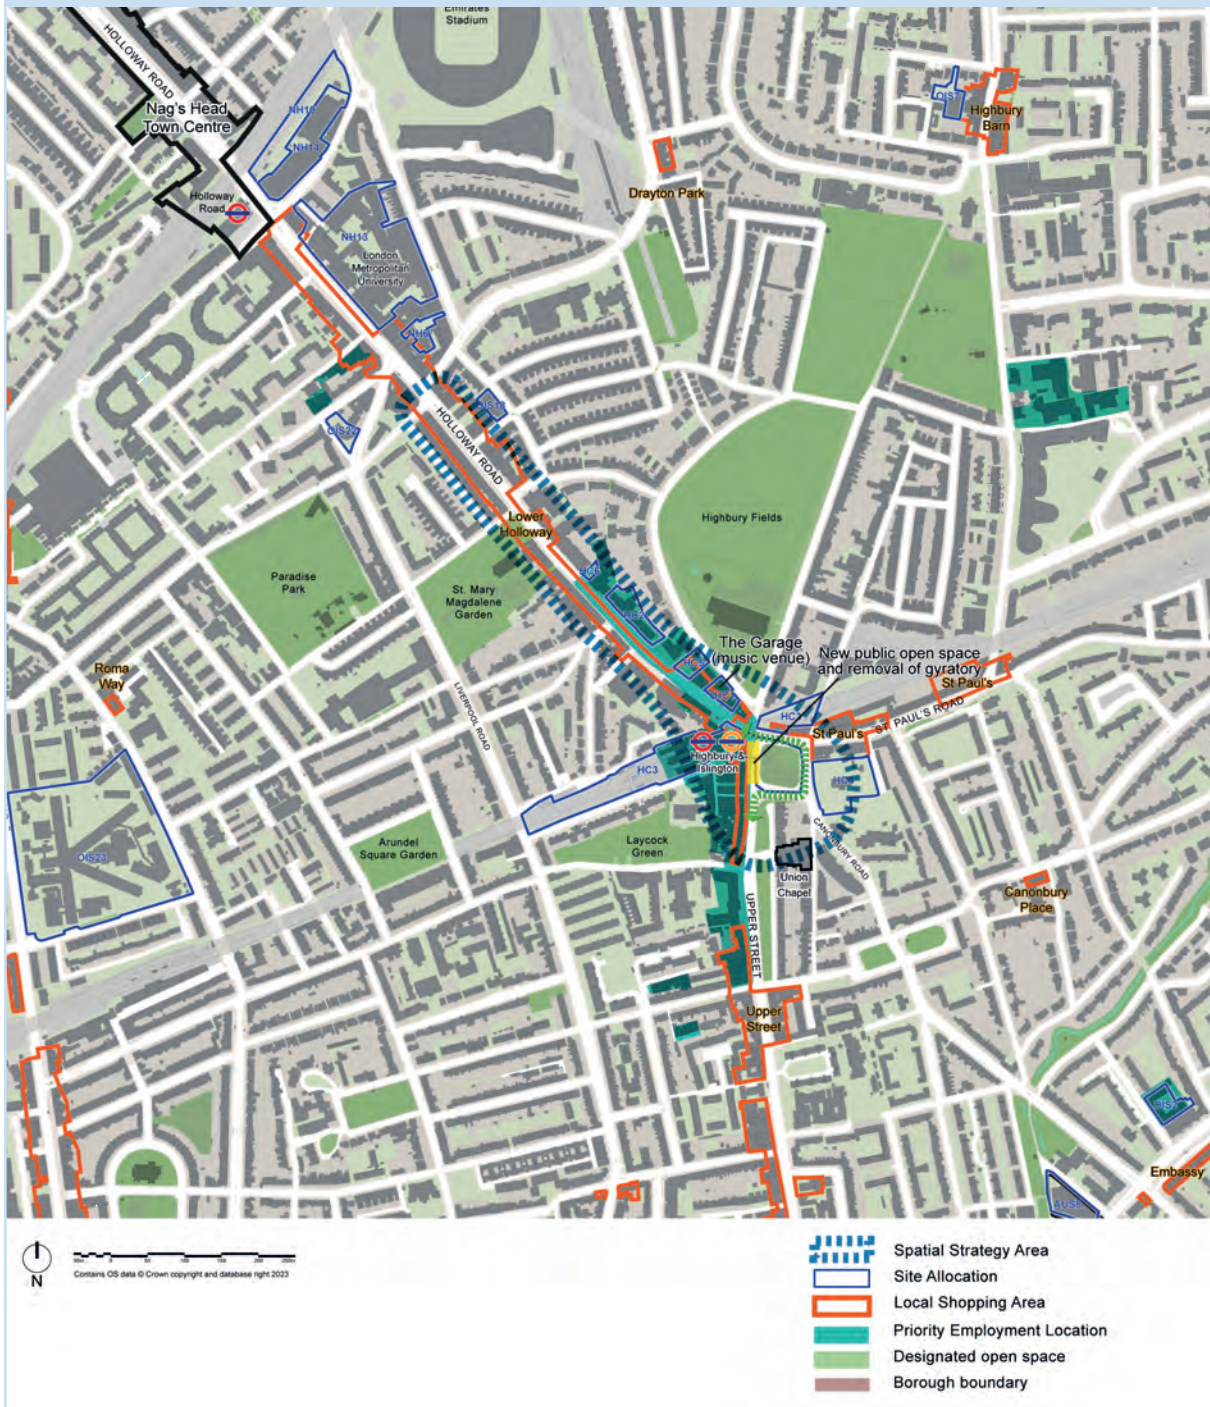 Emirates
Stadium
HOLLOWAY ROAD
Nag's Head
Town Centre
NH14
OIS7
Highbury
Barn
Drayton Park
Holloway
Road
NH13
London
Metropolitan
University
HOLLOWAY ROAD
Lower
Holloway
Highbury Fields
Paradise
Park
St. Mary
Magdalene
Garden
HC6
The Garage
(music venue)
New public open space
and removal of gyratory
Roma
Way
LIVERPOOL ROAD
St Paul's
ST. PAUL'S ROAD
St Paul's
Highbury &
Islington
HC3
OIS23
Arundel
Square Garden
Laycock
Green
CANONBURY ROAD
Union
Chapel
Canonbury
Place
UPPER STREET
Upper
Street
Embassy
AUS8
N
Contains OS data © Crown copyright and database right 2023
Spatial Strategy Area
Site Allocation
Local Shopping Area
Priority Employment Location
Designated open space
Borough boundary